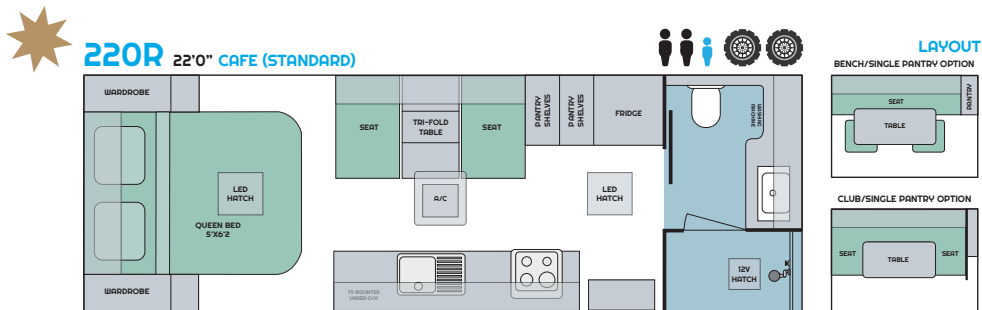 220R 22'0" CAFE (STANDARD)
LAYOUT
BENCH/SINGLE PANTRY OPTION
WARDROBE
SEAT
TRI-FOLD
TABLE
SEAT
PANTRY
SHELVES
PANTRY
SHELVES
FRIDGE
WASHING
MACHINE
SEAT
PANTRY
TABLE
LED
HATCH
A/C
LED
HATCH
QUEEN BED
5'X6'2
CLUB/SINGLE PANTRY OPTION
SEAT
TABLE
SEAT
12V
HATCH
WARDROBE
TV MOUNTED
UNDER O/H